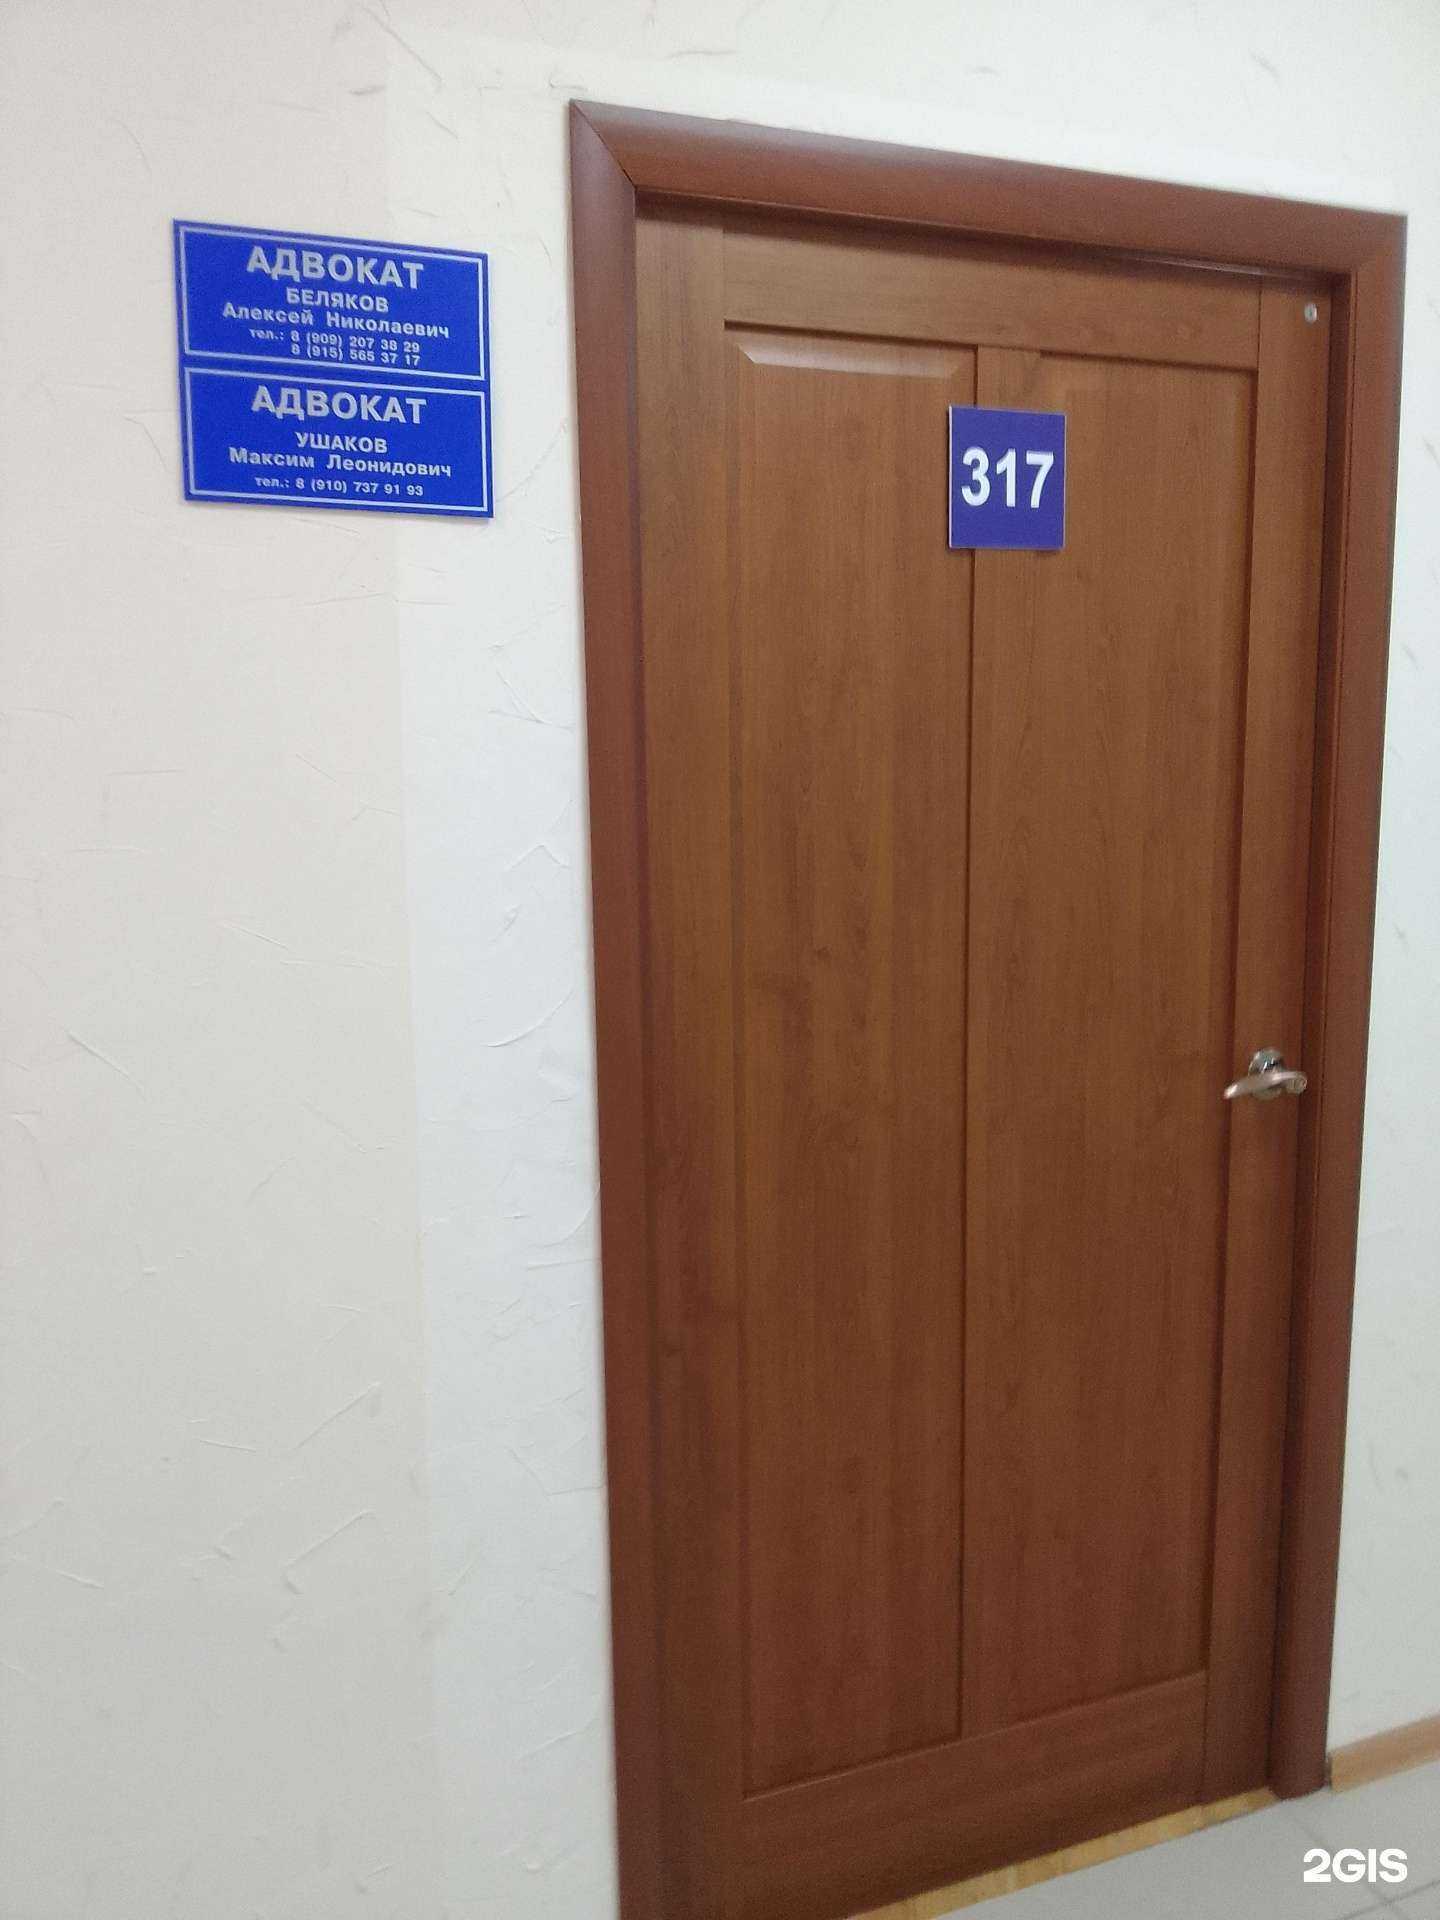 АДВОКАТ
БЕЛЯКОВ
Алексей Николаевич
тел.: 8 (909) 207 38 29
8 (915) 565 37 17
АДВОКАТ
УШАКОВ
Максим Леонидович
тел.: 8 (910) 737 91 93
317
2GIS